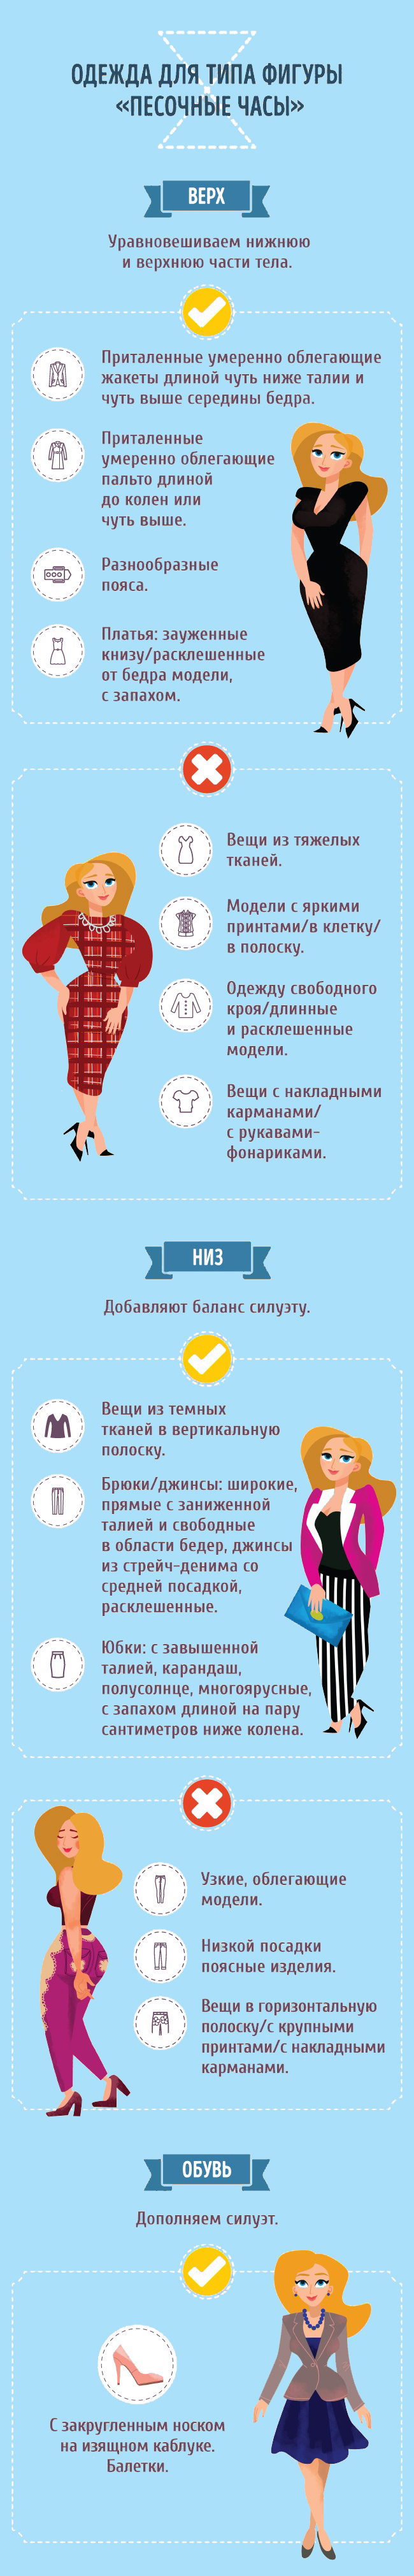 ОДЕЖДА ДЛЯ ТИПА ФИГУРЫ
«ПЕСОЧНЫЕ ЧАСЫ»
ВЕРХ
Уравновешиваем нижнюю
и верхнюю части тела.
Приталенные умеренно облегающие
жакеты длиной чуть ниже талии и
чуть выше середины бедра.
Приталенные
умеренно облегающие
пальто длиной
до колен или
чуть выше.
Разнообразные
пояса.
Платья: зауженные
книзу/расклешенные
от бедра модели,
с запахом.
Вещи из тяжелых
тканей.
Модели с яркими
принтами/в клетку/
в полоску.
Одежду свободного
кроя/длинные
и расклешенные
модели.
Вещи с накладными
карманами/
с рукавами-
фонариками.
НИЗ
Добавляют баланс силуэту.
Вещи из темных
тканей в вертикальную
полоску.
Брюки/джинсы: широкие,
прямые с заниженной
талией и свободные
в области бедер, джинсы
из стрейч-денима со
средней посадкой,
расклешенные.
Юбки: с завышенной
талией, карандаш,
полусолнце, многоярусные,
с запахом длиной на пару
сантиметров ниже колена.
Узкие, облегающие
модели.
Низкой посадки
поясные изделия.
Вещи в горизонтальную
полоску/с крупными
принтами/с накладными
карманами.
ОБУВЬ
Дополняем силуэт.
С закругленным носком
на изящном каблуке.
Балетки.